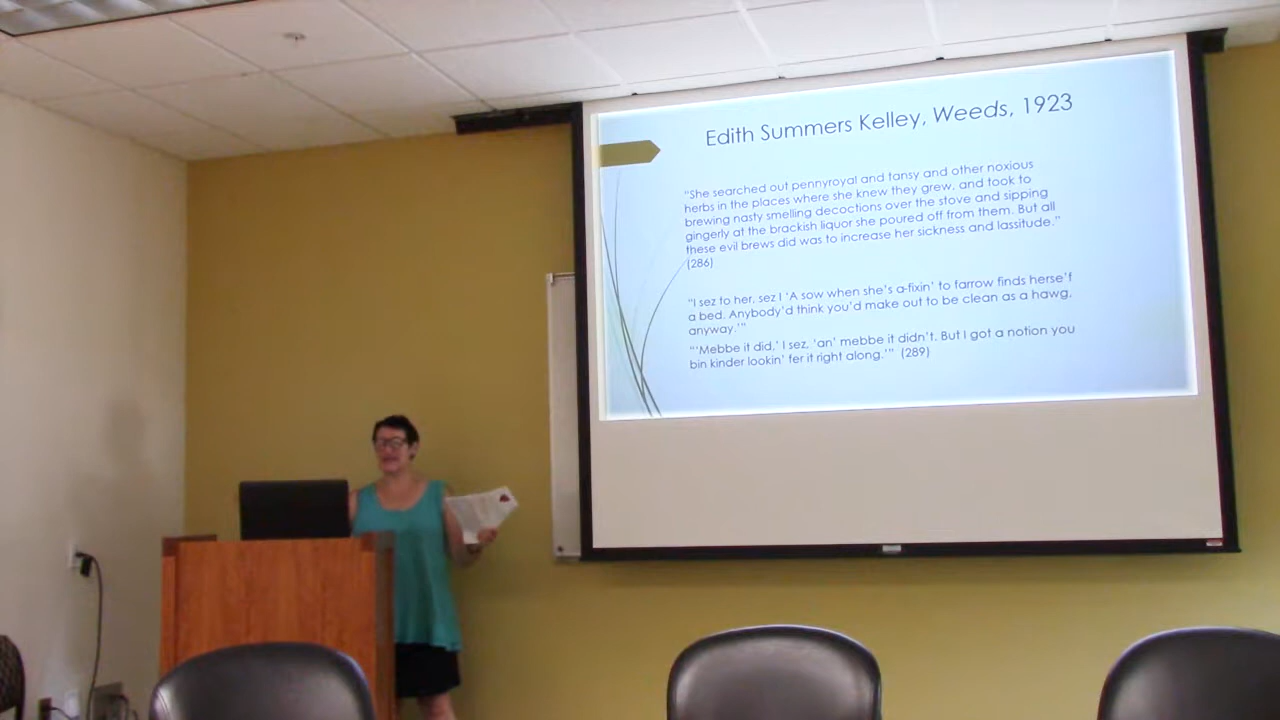 Edith Summers Kelley, Weeds, 1923
“She searched out pennyroyal and tansy and other noxious
herbs in the places where she knew they grew, and took to
brewing nasty smelling decoctions over the stove and sipping
gingerly at the brackish liquor she poured off from them. But all
these evil brews did was to increase her sickness and lassitude.”
(286)
“I sez to her, sez I ‘A sow when she’s a-fixin’ to farrow finds herse’f
a bed. Anybody’d think you’d make out to be clean as a hawg,
anyway.’”
“‘Mebbe it did,’ I sez, ‘an’ mebbe it didn’t. But I got a notion you
bin kinder lookin’ fer it right along.’” (289)